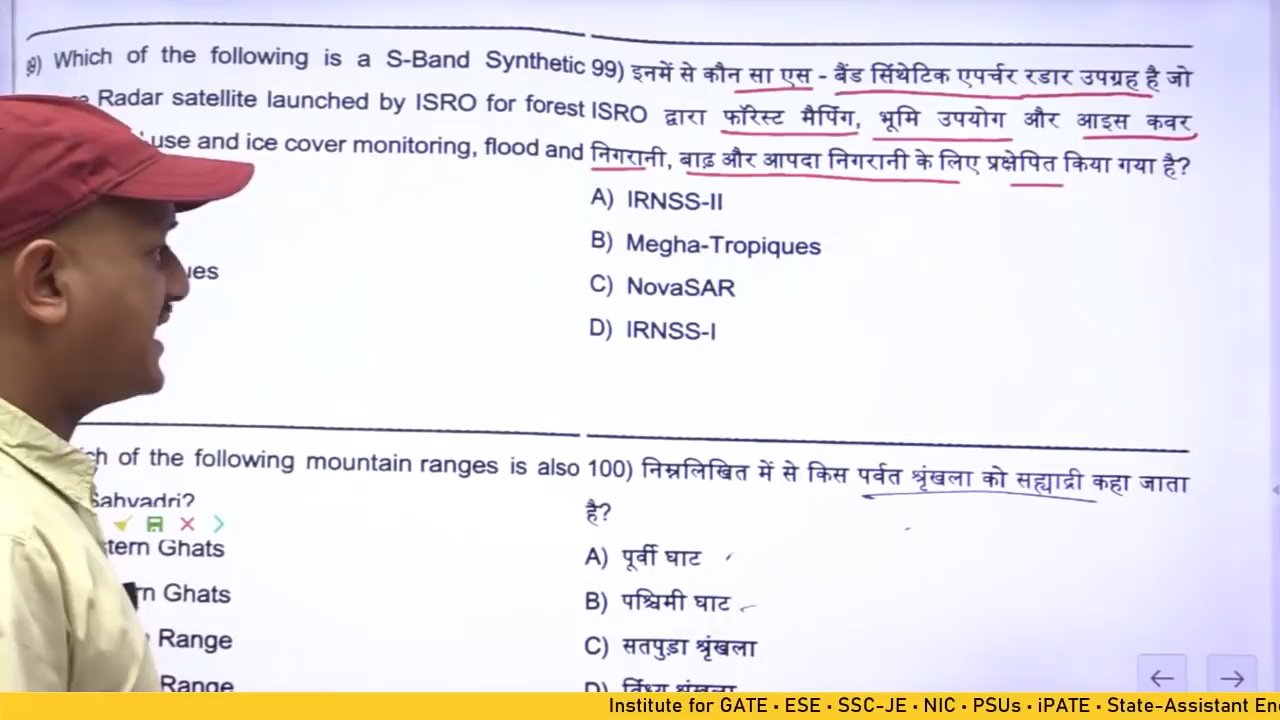 Which of the following is a S-Band Synthetic
Radar satellite launched by ISRO for forest
use and ice cover monitoring, flood and
99) इनमें से कौन सा एस - बैंड सिंथेटिक एपर्चर रडार उपग्रह है जो
ISRO द्वारा फॉरेस्ट मैपिंग, भूमि उपयोग और आइस कवर
निगरानी, बाढ़ और आपदा निगरानी के लिए प्रक्षेपित किया गया है?
A) IRNSS-II
B) Megha-Tropiques
C) NovaSAR
D) IRNSS-I
of the following mountain ranges is also
Sahyadri?
Ghats
Ghats
Range
Range
100) निम्नलिखित में से किस पर्वत श्रृंखला को सह्याद्री कहा जाता
है?
A) पूर्वी घाट
B) पश्चिमी घाट
C) सतपुड़ा श्रृंखला
D) विंध्य श्रृंखला
Institute for GATE • ESE • SSC-JE • NIC • PSUs • iPATE • State-Assistant